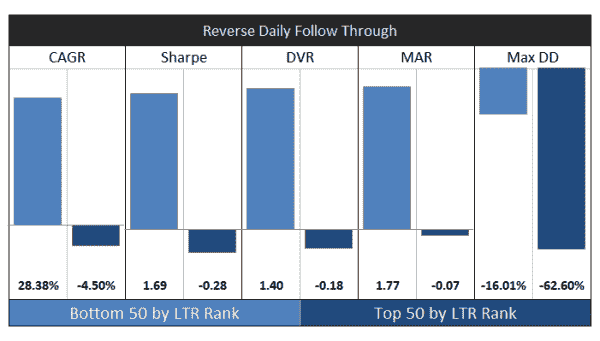 Reverse Daily Follow Through
CAGR Sharpe DVR MAR Max DD
28.38% -4.50% 1.69 -0.28 1.40 -0.18 1.77 -0.07 -16.01% -62.60%
Bottom 50 by LTR Rank Top 50 by LTR Rank